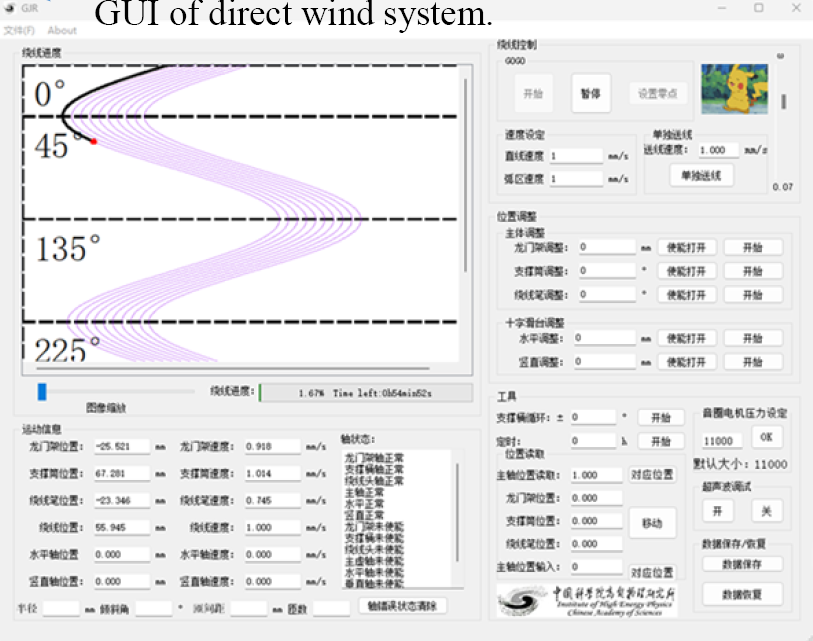 GJR
GUI of direct wind system.
文件(F) About
绕线进度
0°
45°
135°
225°
图像缩放
绕线进度: 1.67% Time left:0h54min52s
运动信息
龙门架位置: -25.521 mm 龙门架速度: 0.918 mm/s
支撑筒位置: 67.281 mm 支撑筒速度: 1.014 mm/s
绕线笔位置: -23.346 mm 绕线笔速度: 0.745 mm/s
绕线位置: 55.945 mm 绕线速度: 1.000 mm/s
水平轴位置 0.000 mm 水平轴速度: 0.000 mm/s
竖直轴位置: 0.000 mm 竖直轴速度: 0.000 mm/s
半径 mm 倾斜角 ° 匝间距 mm 匝数
轴状态:
龙门架轴正常
支撑桶轴正常
绕线头轴正常
主轴正常
水平正常
竖直正常
龙门架未使能
支撑桶未使能
绕线头未使能
主虚轴未使能
水平轴未使能
垂直轴未使能
轴错误状态清除
绕线控制
GOGO
开始 暂停 设置零点
速度设定
直线速度 1 mm/s
弧区速度 1 mm/s
单独送线
送线速度: 1.000 mm/s
单独送线
0.07
位置调整
主体调整
龙门架调整: 0 mm 使能打开 开始
支撑筒调整: 0 ° 使能打开 开始
绕线笔调整: 0 ° 使能打开 开始
十字滑台调整
水平调整: 0 mm 使能打开 开始
竖直调整: 0 mm 使能打开 开始
工具
支撑桶循环: ± 0 ° 开始
定时: 0 h 开始
位置读取
主轴位置读取: 1.000 对应位置
龙门架位置: 0.000
支撑筒位置: 0.000 移动
绕线笔位置: 0.000
主轴位置输入: 0 对应位置
音圈电机压力设定
11000 OK
默认大小: 11000
超声波调试
开 关
数据保存/恢复
数据保存
数据恢复
中国科学院高能物理研究所
Institute of High Energy Physics
Chinese Academy of Sciences